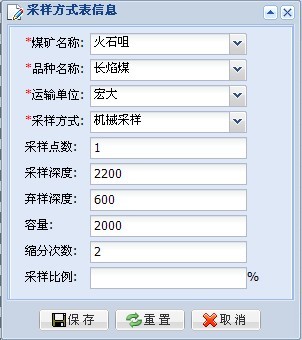 采样方式表信息
*煤矿名称: 火石咀
*品种名称: 长焰煤
*运输单位: 宏大
*采样方式: 机械采样
采样点数: 1
采样深度: 2200
弃样深度: 600
容量: 2000
缩分次数: 2
采样比例: %
保存 重置 取消